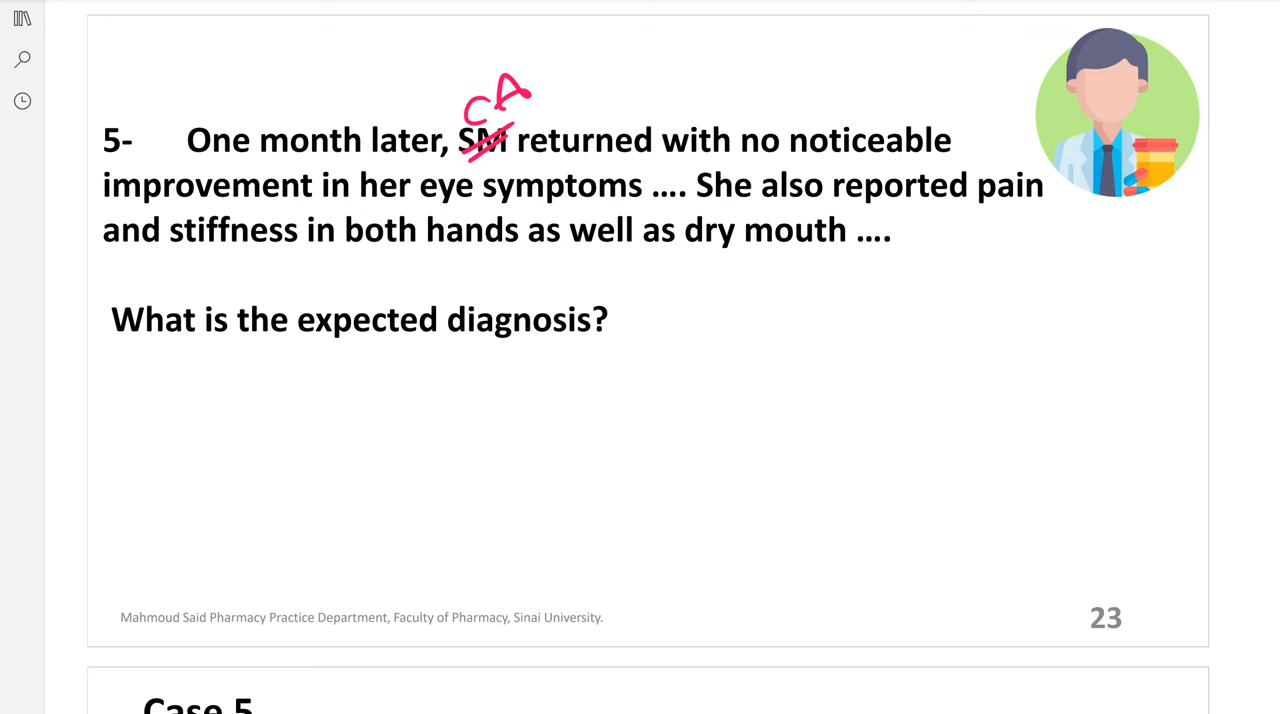 CA
5- One month later, SM returned with no noticeable
improvement in her eye symptoms .... She also reported pain
and stiffness in both hands as well as dry mouth ....
What is the expected diagnosis?
Mahmoud Said Pharmacy Practice Department, Faculty of Pharmacy, Sinai University.
23
Case 5